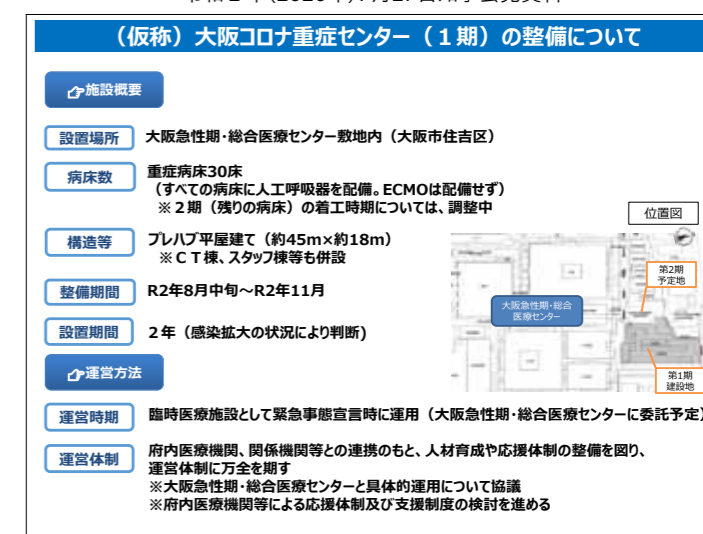 （仮称）大阪コロナ重症センター（１期）の整備について
施設概要
設置場所 大阪急性期・総合医療センター敷地内（大阪市住吉区）
病床数 重症病床30床
（すべての病床に人工呼吸器を配備。ECMOは配備せず）
※２期（残りの病床）の着工時期については、調整中
位置図
構造等 プレハブ平屋建て（約45m×約18m）
※ＣＴ棟、スタッフ棟等も併設
第2期
予定地
整備期間 R2年8月中旬～R2年11月
大阪急性期・総合
医療センター
設置期間 ２年（感染拡大の状況により判断)
運営方法
第1期
建設地
運営時期 臨時医療施設として緊急事態宣言時に運用（大阪急性期・総合医療センターに委託予定）
運営体制 府内医療機関、関係機関等との連携のもと、人材育成や応援体制の整備を図り、
運営体制に万全を期す
※大阪急性期・総合医療センターと具体的運用について協議
※府内医療機関等による応援体制及び支援制度の検討を進める